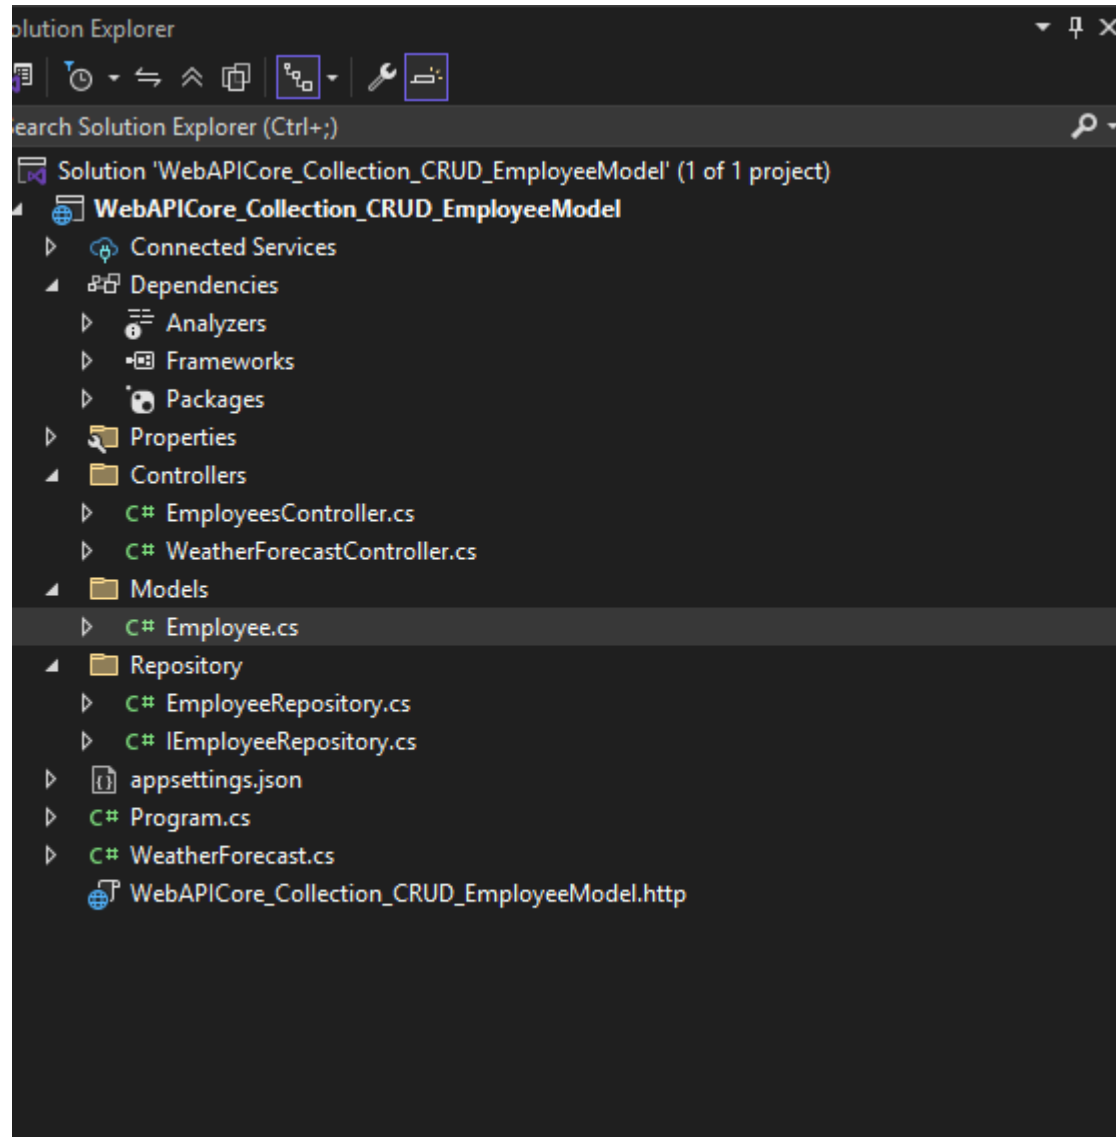 olution Explorer
earch Solution Explorer (Ctrl+;)
Solution 'WebAPICore_Collection_CRUD_EmployeeModel' (1 of 1 project)
WebAPICore_Collection_CRUD_EmployeeModel
Connected Services
Dependencies
Analyzers
Frameworks
Packages
Properties
Controllers
C# EmployeesController.cs
C# WeatherForecastController.cs
Models
C# Employee.cs
Repository
C# EmployeeRepository.cs
C# IEmployeeRepository.cs
appsettings.json
C# Program.cs
C# WeatherForecast.cs
WebAPICore_Collection_CRUD_EmployeeModel.http